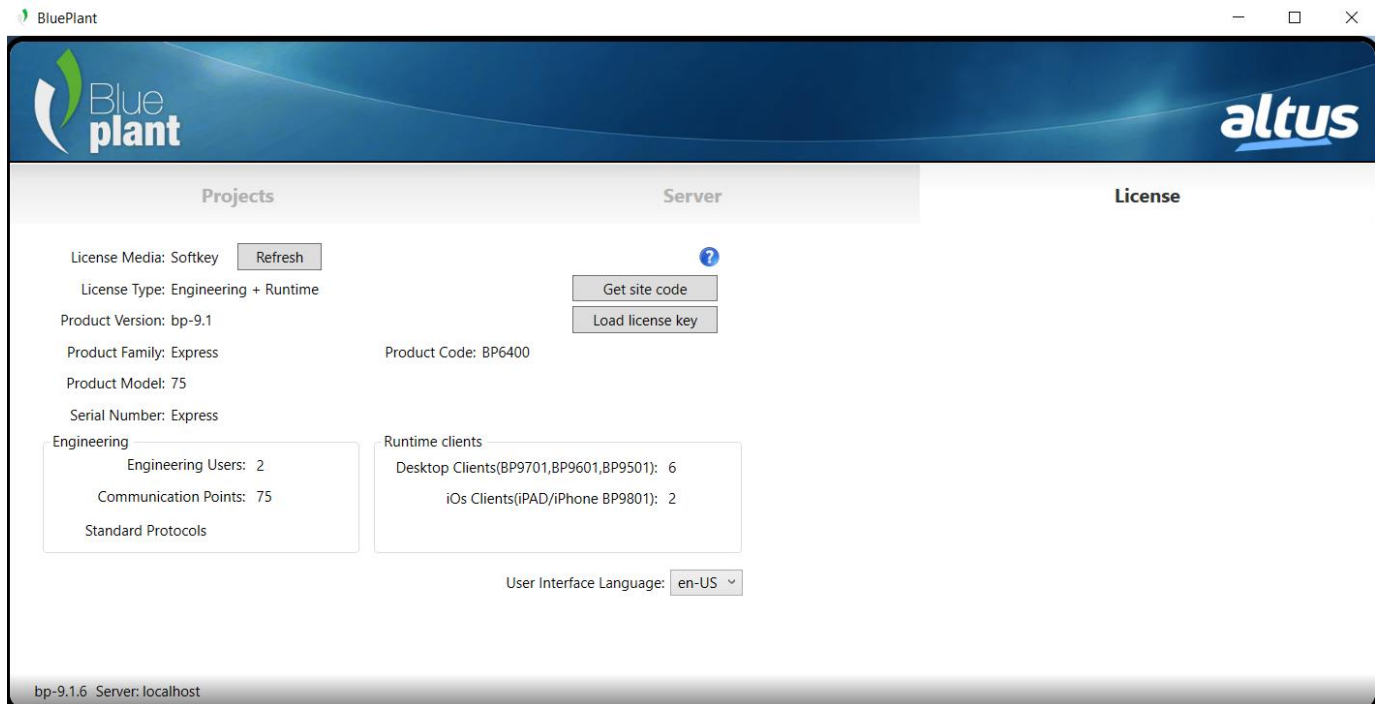 BluePlant
Blue
plant
altus
Projects Server License
License Media: Softkey Refresh
License Type: Engineering + Runtime Get site code
Product Version: bp-9.1 Load license key
Product Family: Express Product Code: BP6400
Product Model: 75
Serial Number: Express
Engineering
Engineering Users: 2
Communication Points: 75
Standard Protocols
Runtime clients
Desktop Clients(BP9701,BP9601,BP9501): 6
iOs Clients(iPAD/iPhone BP9801): 2
User Interface Language: en-US
bp-9.1.6 Server: localhost